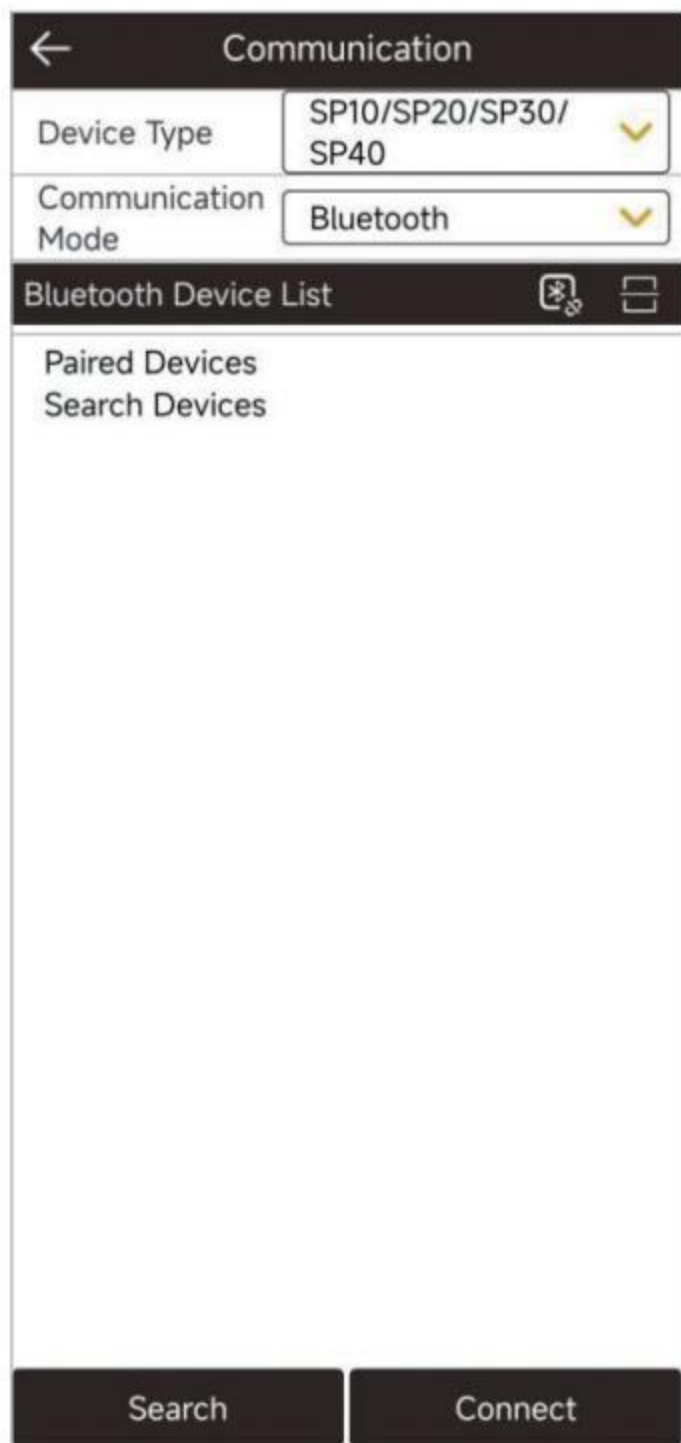 Communication
Device Type
SP10/SP20/SP30/
SP40
Communication
Mode
Bluetooth
Bluetooth Device List
Paired Devices
Search Devices
Search
Connect